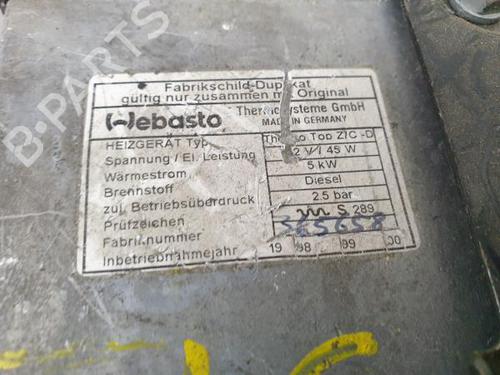 Fabrikschild-Duplikat
gültig nur zusammen mit Original
Webasto Thermosysteme GmbH
MADE IN GERMANY
HEIZGERÄT Typ Thermo Top Z/C -D
Spannung / El. Leistung 12 V / 45 W
Wärmestrom 5 kW
Brennstoff Diesel
zul. Betriebsüberdruck 2.5 bar
Prüfzeichen S 289
Fabriknummer 365658
Inbetriebnahmejahr 19 98 99 00
B-PARTS